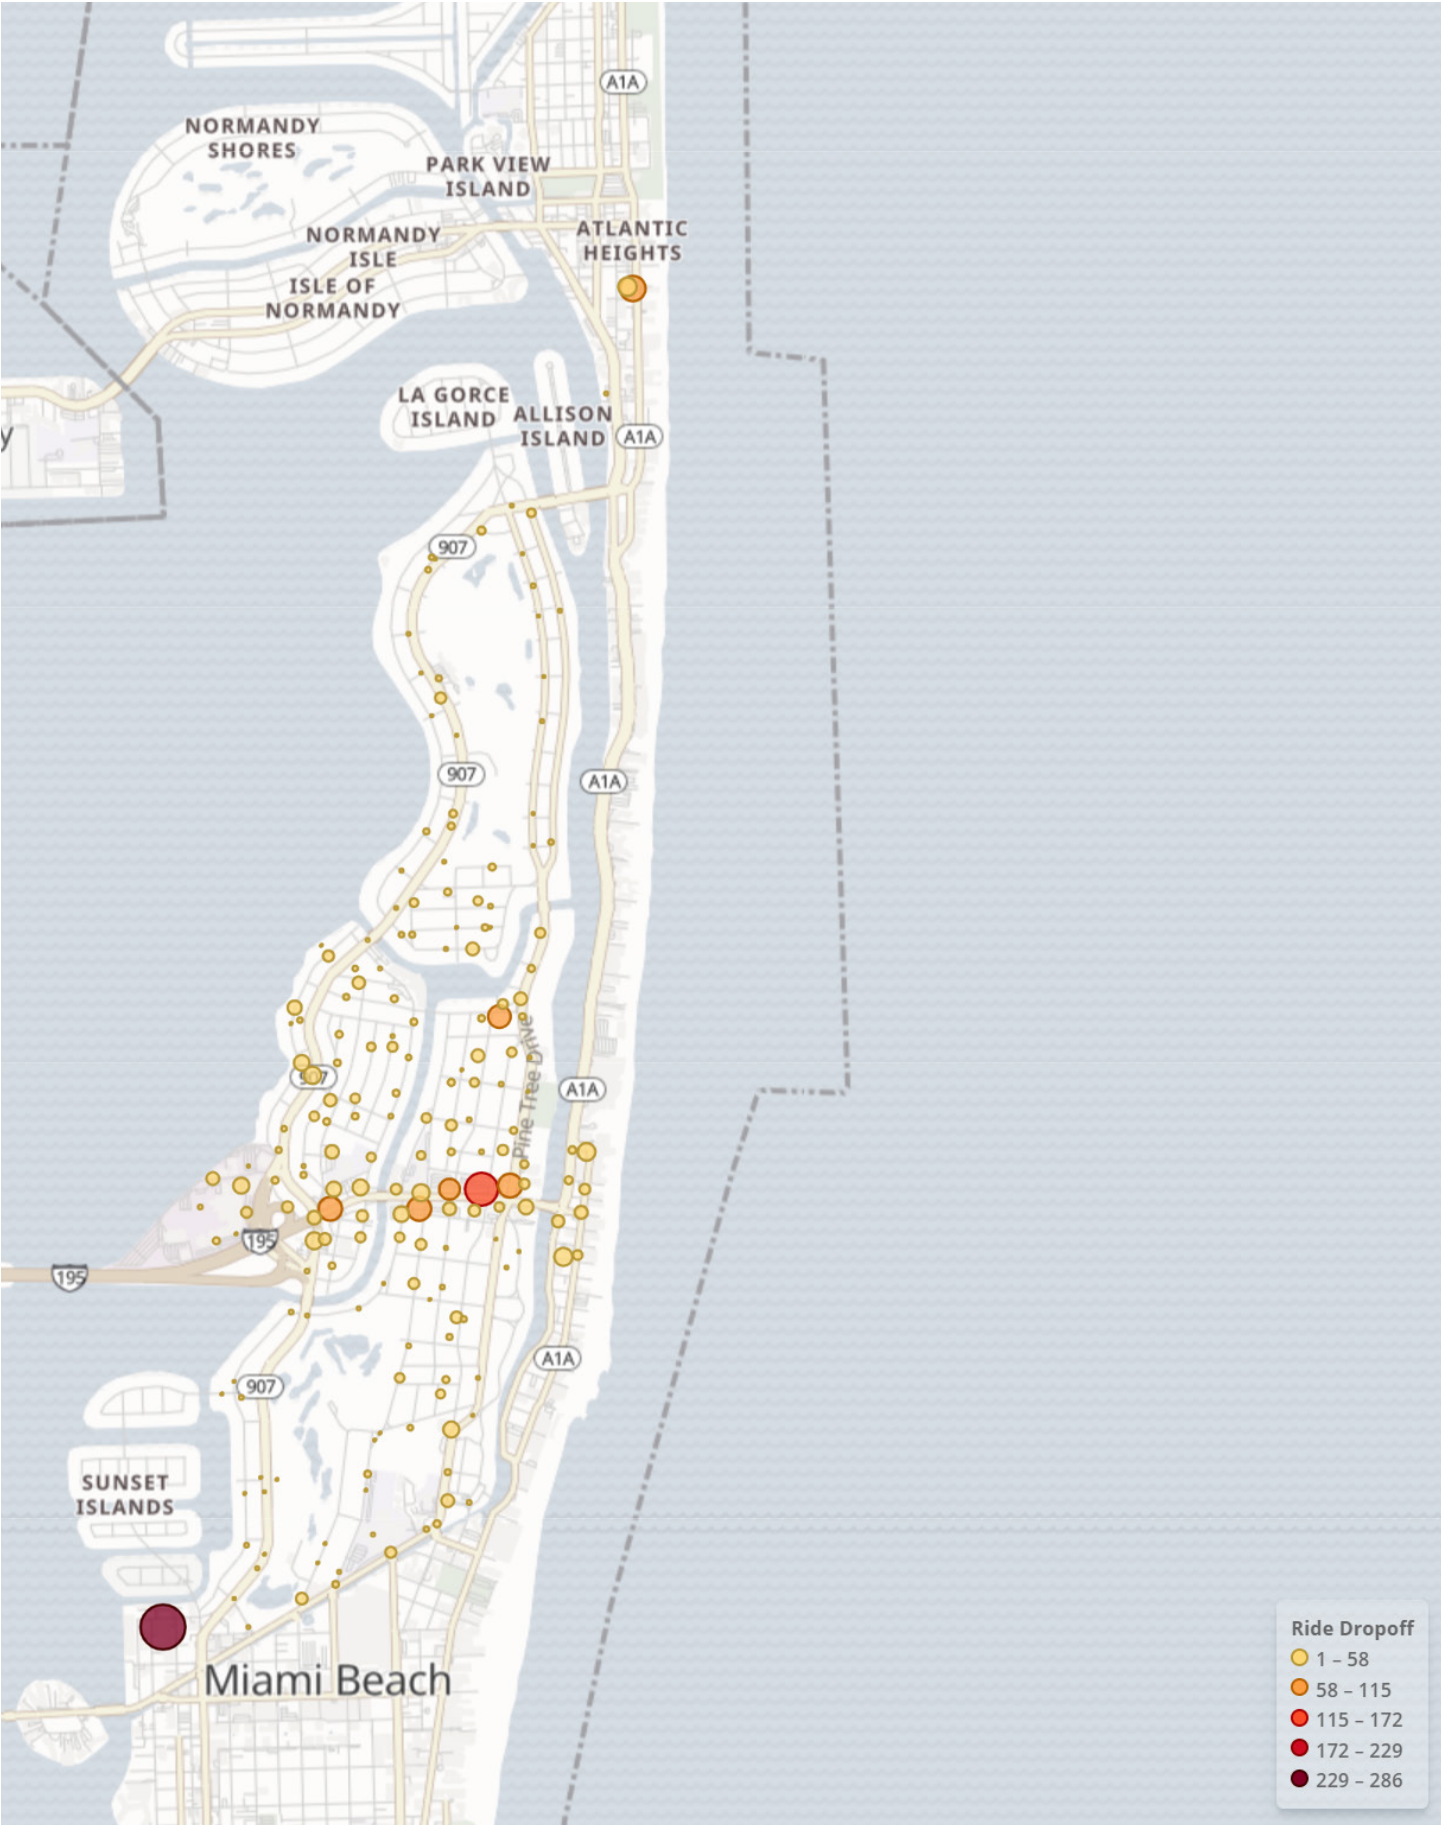 A1A
NORMANDY
SHORES
PARK VIEW
ISLAND
NORMANDY
ISLE
ATLANTIC
HEIGHTS
ISLE OF
NORMANDY
LA GORCE
ISLAND
ALLISON
ISLAND
A1A
y
907
907
A1A
907
A1A
Pine Tree Drive
195
195
A1A
907
SUNSET
ISLANDS
Miami Beach
Ride Dropoff
1 – 58
58 – 115
115 – 172
172 – 229
229 – 286